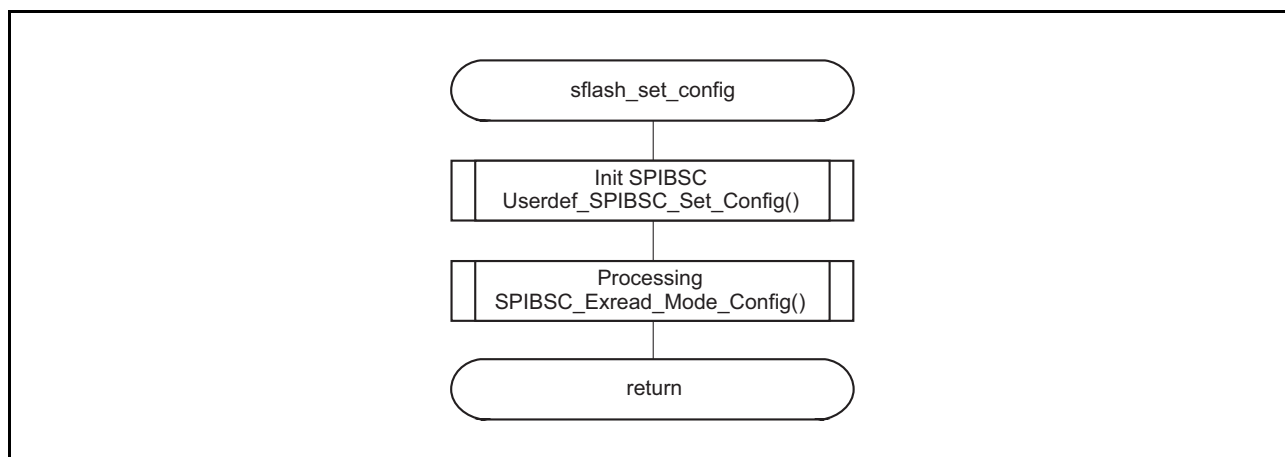 sflash_set_config
Init SPIBSC
Userdef_SPIBSC_Set_Config()
Processing
SPIBSC_Exread_Mode_Config()
return